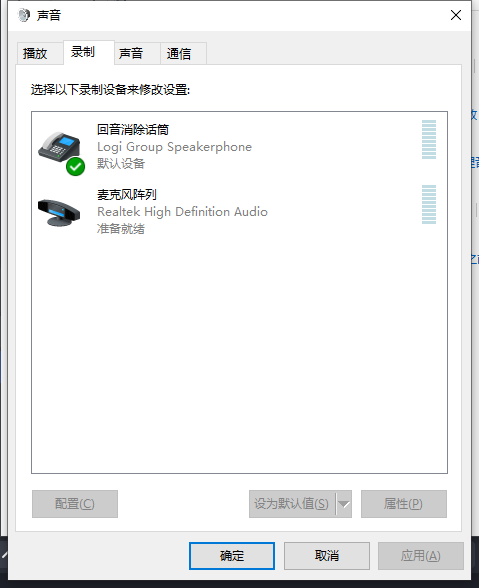 声音
播放
录制
声音
通信
选择以下录制设备来修改设置:
回音消除话筒
Logi Group Speakerphone
默认设备
麦克风阵列
Realtek High Definition Audio
准备就绪
配置(C)
设为默认值(S)
属性(P)
确定
取消
应用(A)